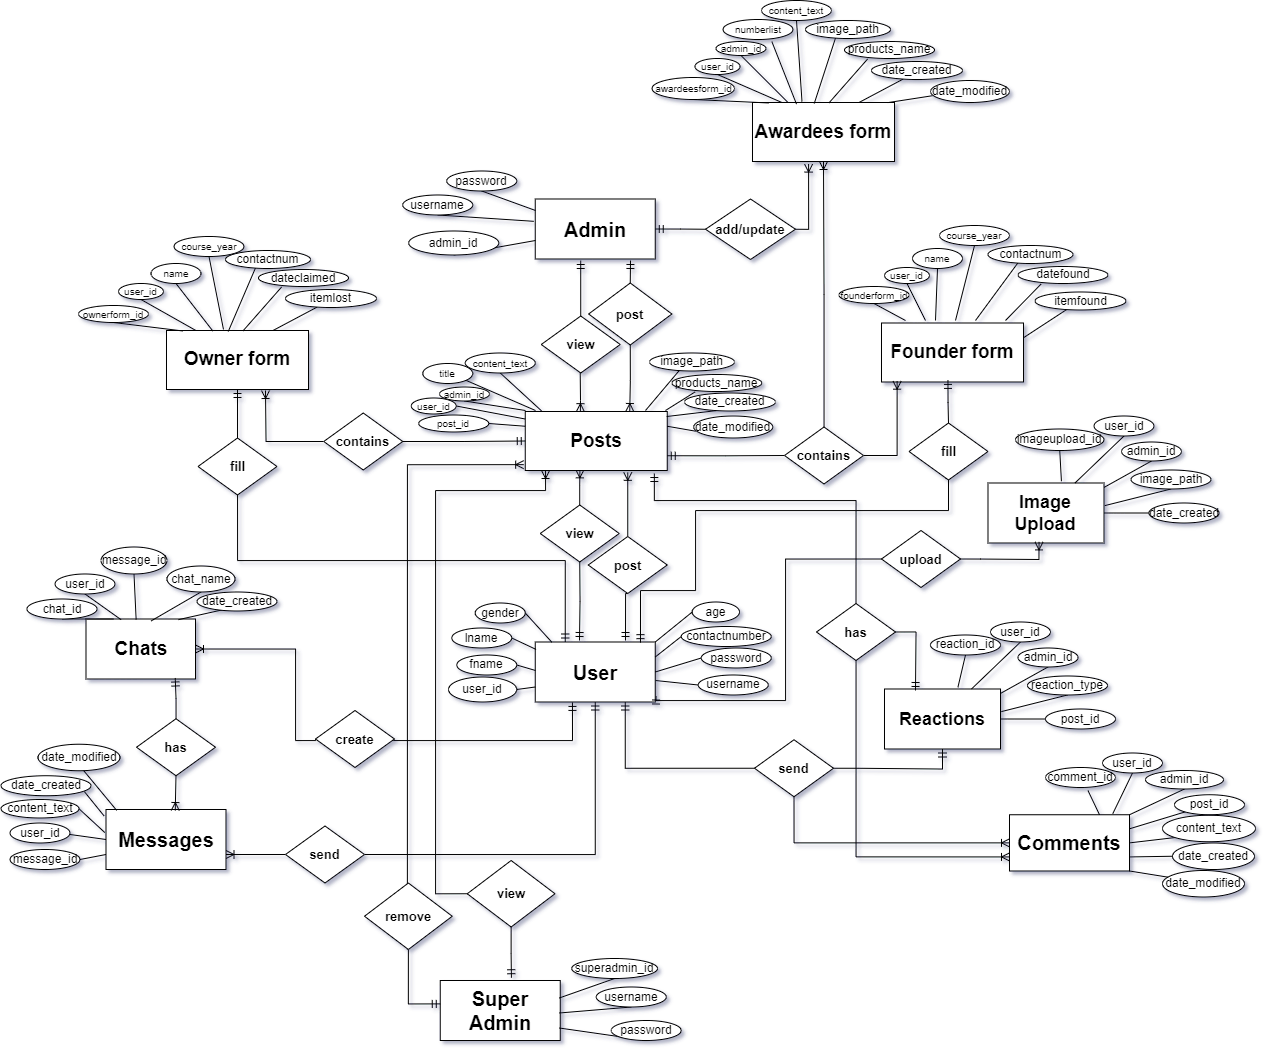 content_text
numberlist
image_path
admin_id
products_name
user_id
date_created
awardeesform_id
date_modified
Awardees form
password
username
admin_id
Admin
add/update
course_year
contactnum
name
dateclaimed
user_id
itemlost
ownerform_id
Owner form
course_year
name
contactnum
user_id
datefound
founderform_id
itemfound
Founder form
post
view
content_text
title
admin_id
user_id
post_id
image_path
products_name
date_created
date_modified
Posts
contains
contains
fill
fill
imageupload_id
user_id
admin_id
image_path
date_created
Image
Upload
view
post
upload
message_id
user_id
chat_name
chat_id
date_created
Chats
gender
lname
fname
user_id
age
contactnumber
password
username
User
has
reaction_id
user_id
admin_id
reaction_type
post_id
Reactions
create
has
send
date_modified
date_created
content_text
user_id
message_id
Messages
send
comment_id
user_id
admin_id
post_id
content_text
date_created
date_modified
Comments
view
remove
superadmin_id
username
password
Super
Admin